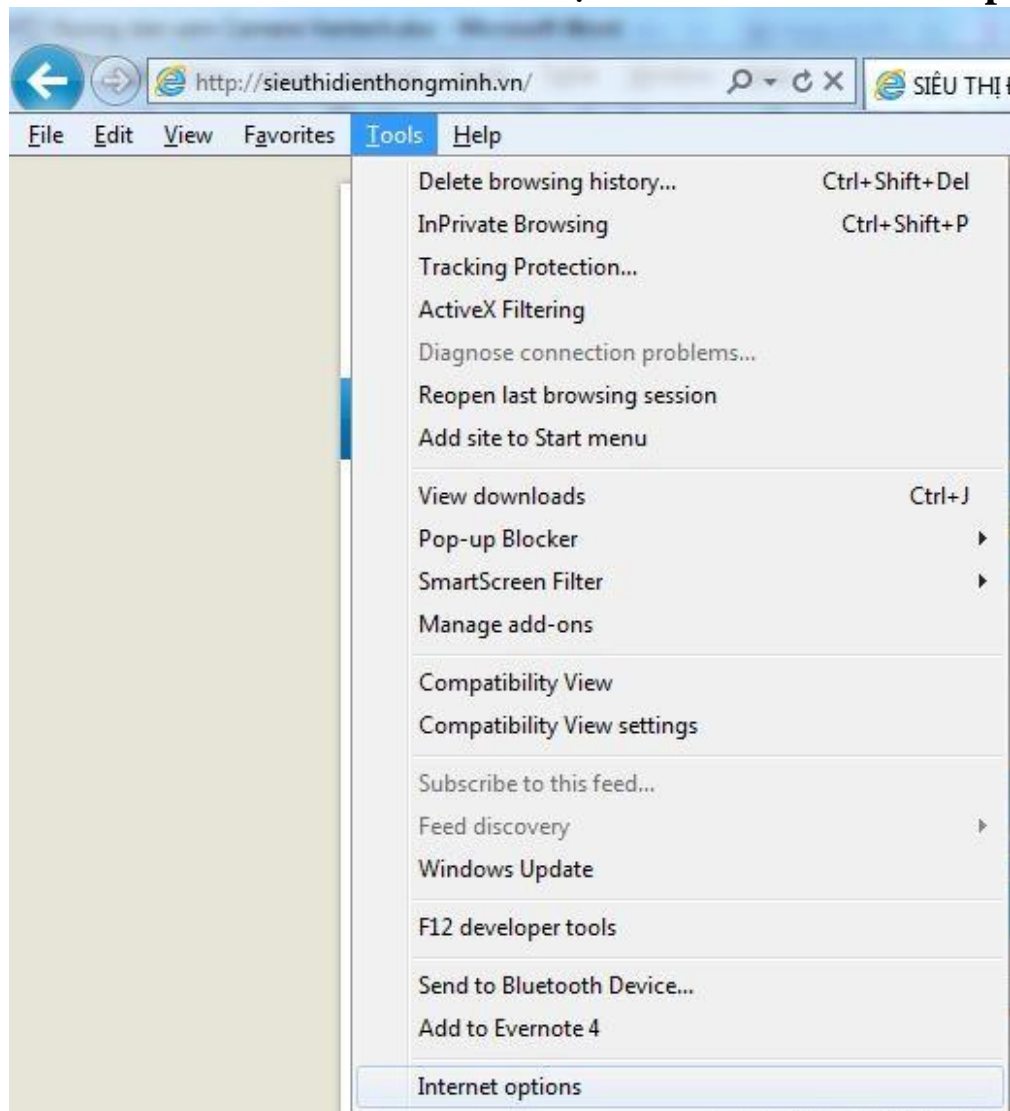 http://sieuthidienthongminh.vn/ SIÊU THỊ
File Edit View Favorites Tools Help
Delete browsing history... Ctrl+Shift+Del
InPrivate Browsing Ctrl+Shift+P
Tracking Protection...
ActiveX Filtering
Diagnose connection problems...
Reopen last browsing session
Add site to Start menu
View downloads Ctrl+J
Pop-up Blocker
SmartScreen Filter
Manage add-ons
Compatibility View
Compatibility View settings
Subscribe to this feed...
Feed discovery
Windows Update
F12 developer tools
Send to Bluetooth Device...
Add to Evernote 4
Internet options